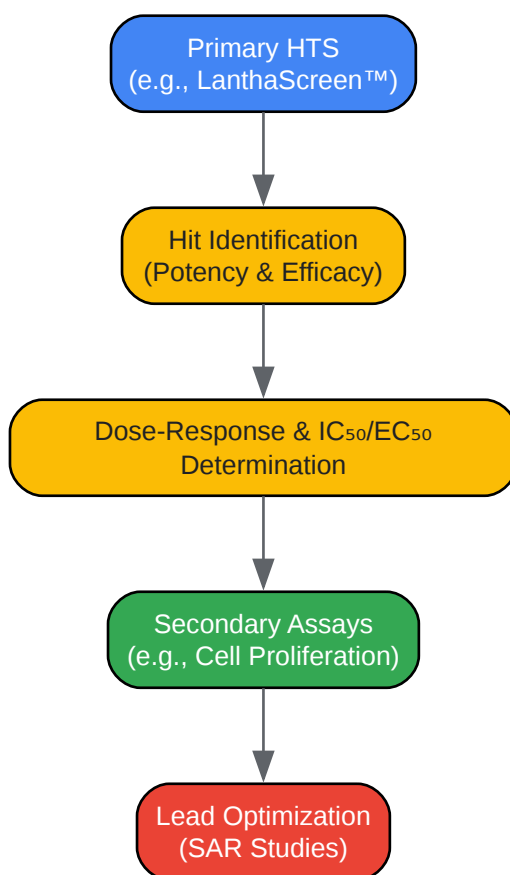 Primary HTS
(e.g., LanthaScreen™)
Hit Identification
(Potency & Efficacy)
Dose-Response & IC₅₀/EC₅₀
Determination
Secondary Assays
(e.g., Cell Proliferation)
Lead Optimization
(SAR Studies)